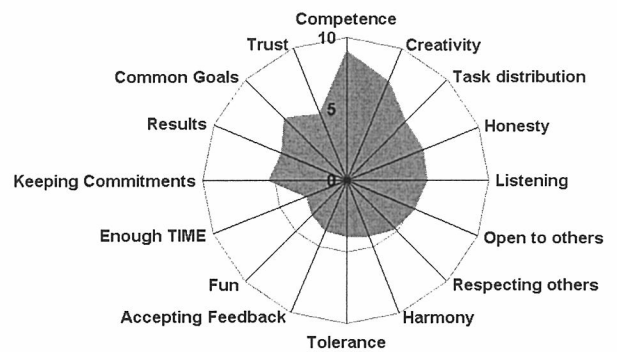 Competence
10
Trust
Creativity
Common Goals
Task distribution
5
Results
Honesty
Keeping Commitments
0
Listening
Enough TIME
Open to others
Fun
Respecting others
Accepting Feedback
Harmony
Tolerance